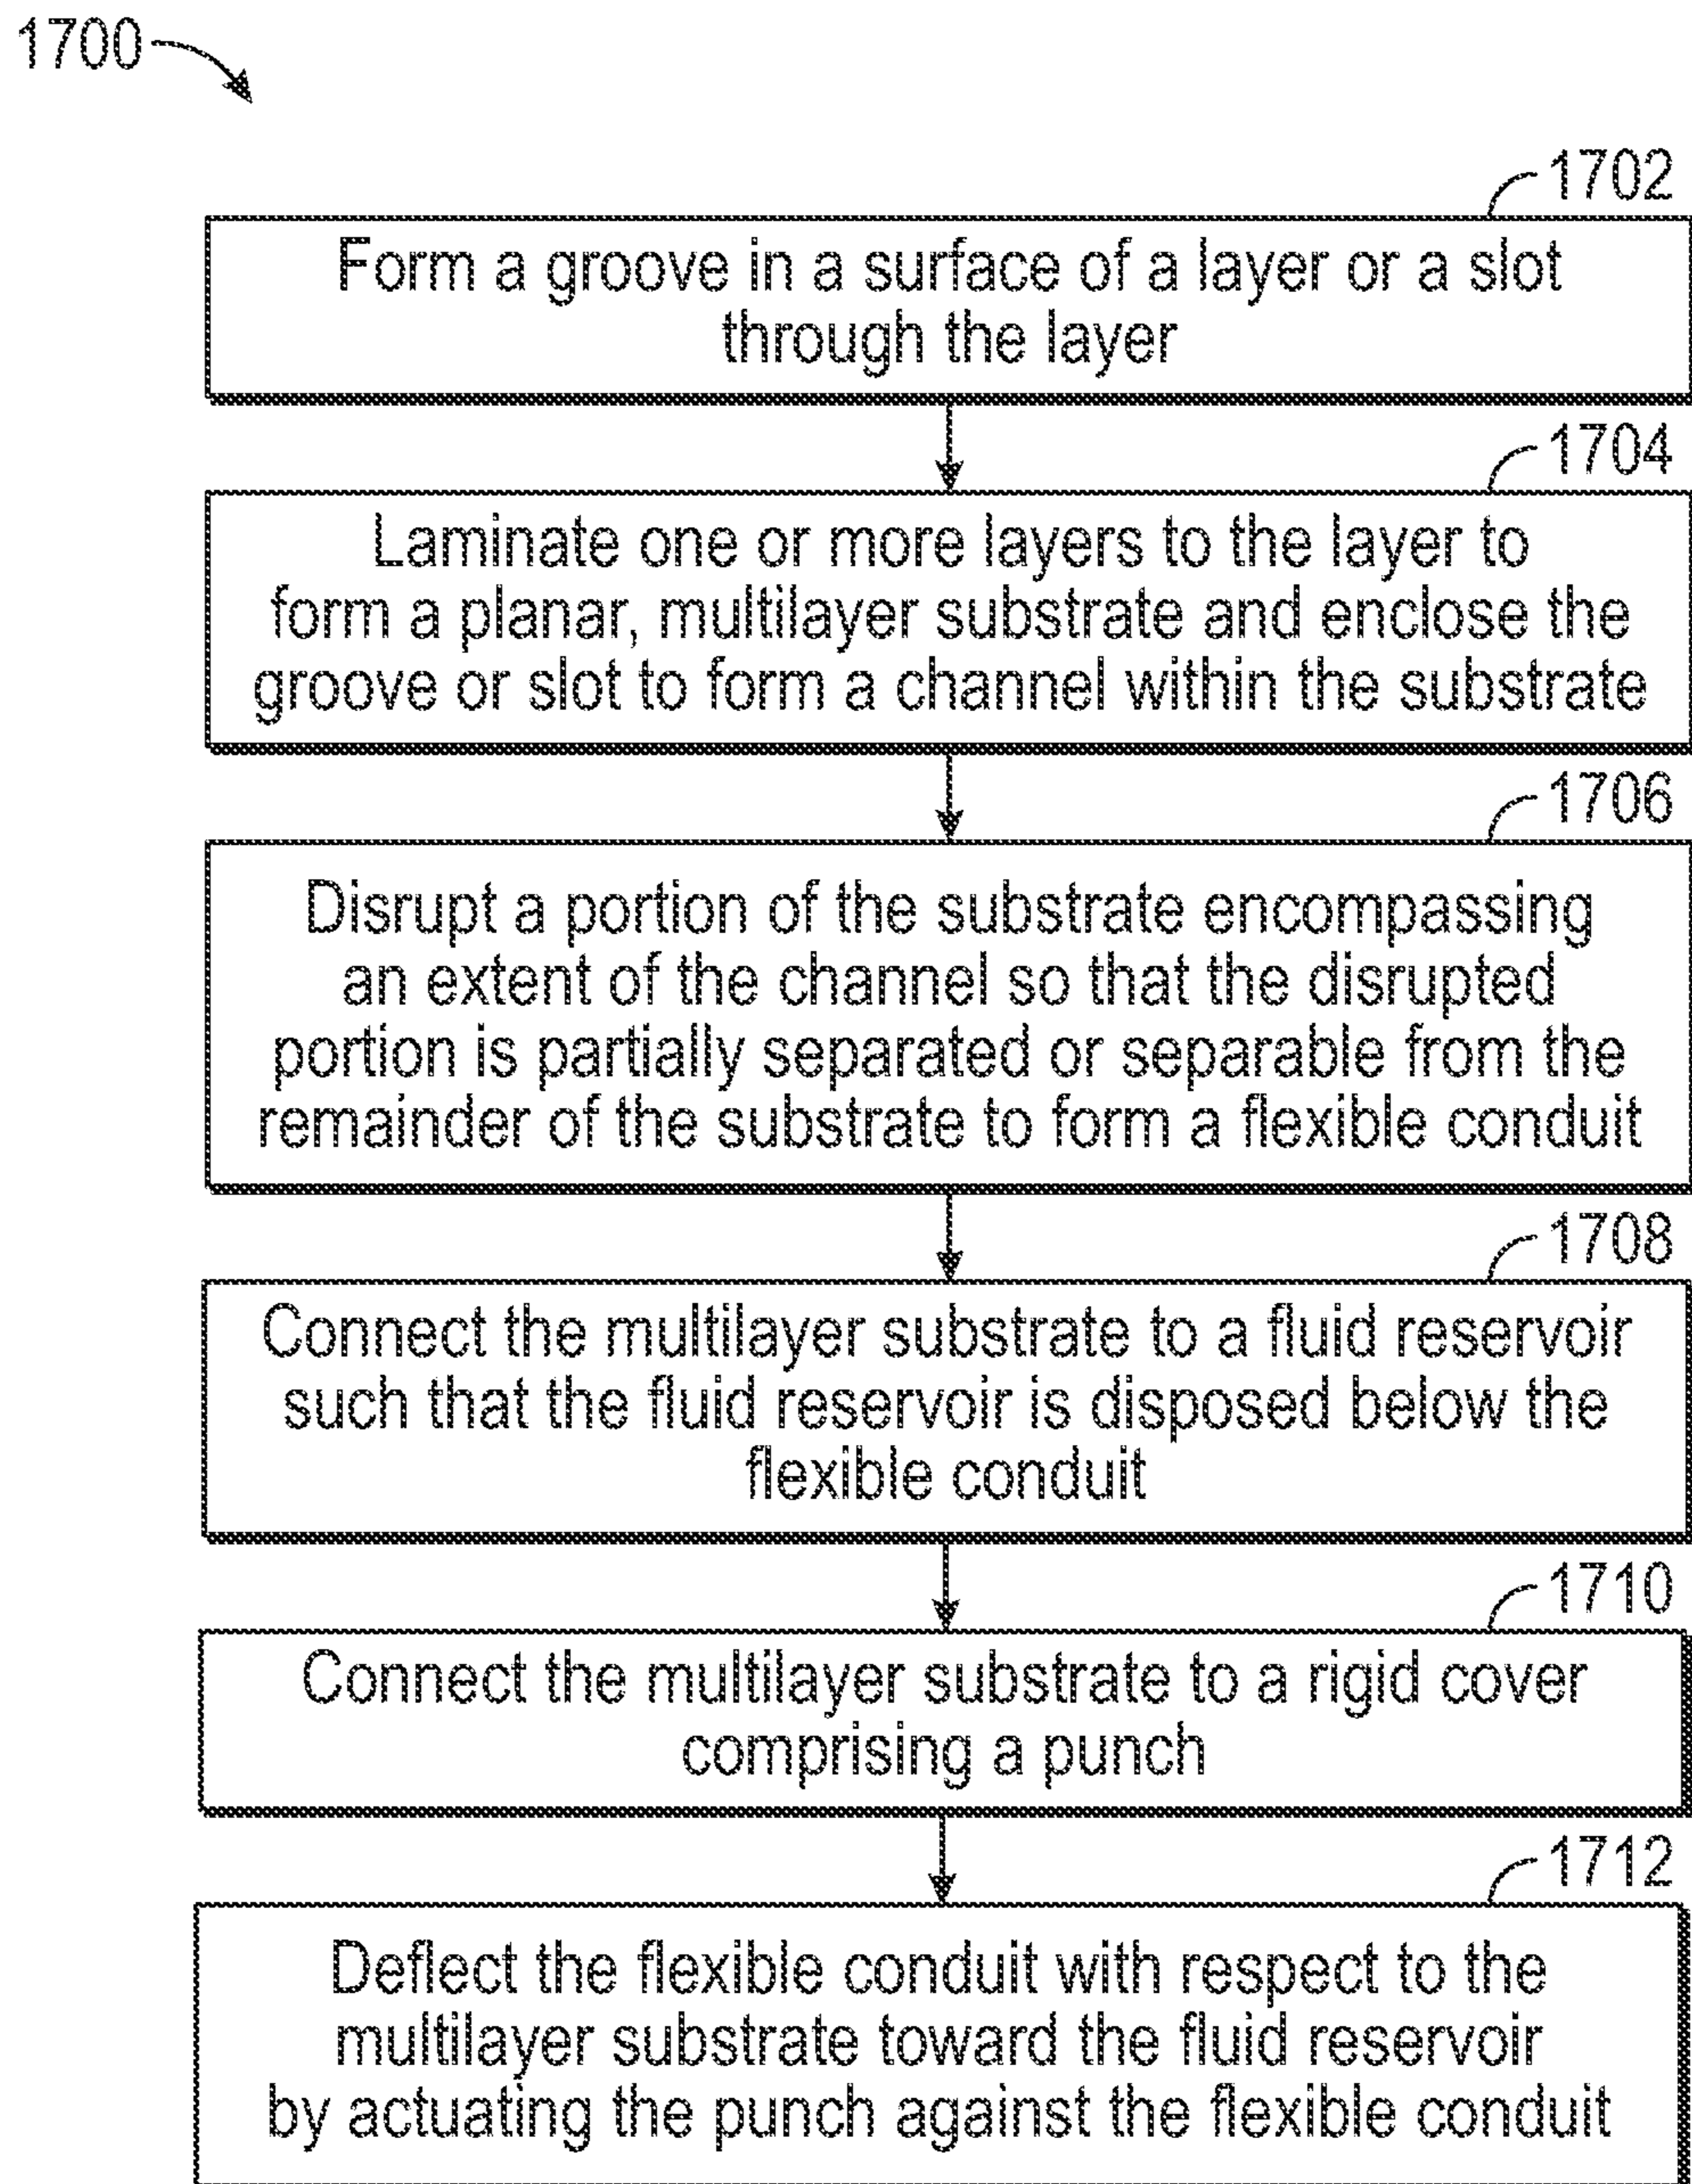 1700
1702
Form a groove in a surface of a layer or a slot
through the layer
1704
Laminate one or more layers to the layer to
form a planar, multilayer substrate and enclose the
groove or slot to form a channel within the substrate
1706
Disrupt a portion of the substrate encompassing
an extent of the channel so that the disrupted
portion is partially separated or separable from the
remainder of the substrate to form a flexible conduit
1708
Connect the multilayer substrate to a fluid reservoir
such that the fluid reservoir is disposed below the
flexible conduit
1710
Connect the multilayer substrate to a rigid cover
comprising a punch
1712
Deflect the flexible conduit with respect to the
multilayer substrate toward the fluid reservoir
by actuating the punch against the flexible conduit